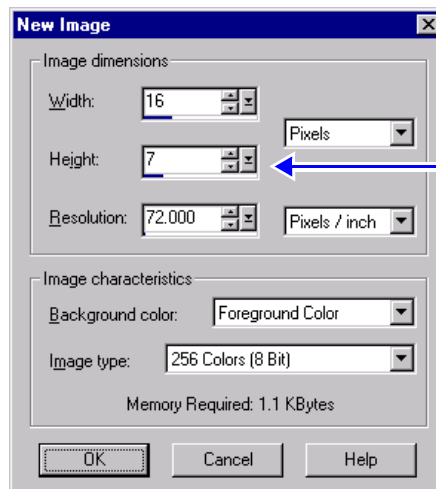 New Image
Image dimensions
Width: 16
Pixels
Height: 7
Resolution: 72.000 Pixels / inch
Image characteristics
Background color: Foreground Color
Image type: 256 Colors (8 Bit)
Memory Required: 1.1 KBytes
OK Cancel Help